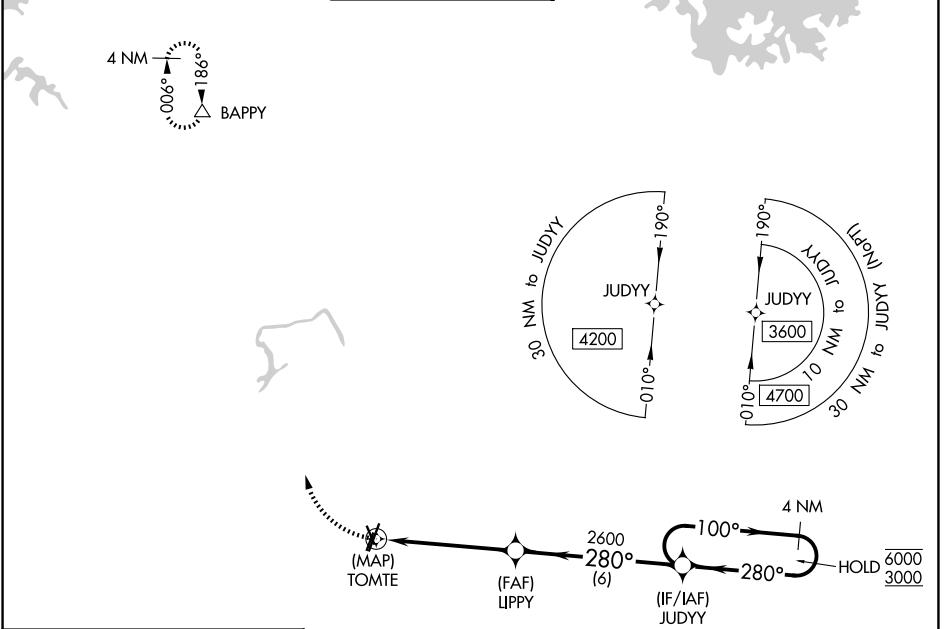 4 NM
006°
186°
BAPPY
30 NM to JUDYY
190°
JUDYY
4200
010°
190°
JUDYY
3600
10 NM to JUDYY
4700
010°
30 NM to JUDYY (NoPT)
4 NM
100°
2600
280°
(6)
280°
HOLD
6000
3000
(MAP)
TOMTE
(FAF)
LIPPY
(IF/IAF)
JUDYY